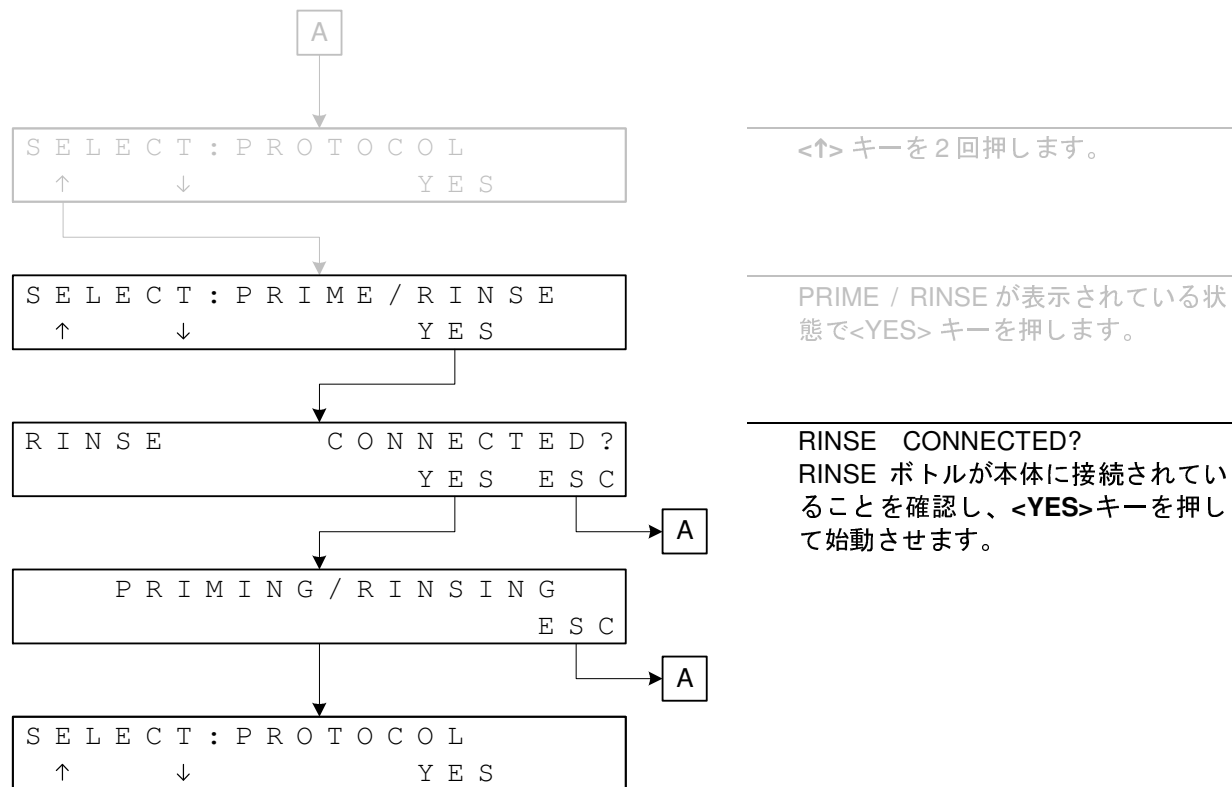 A
SELECT:PROTOCOL
↑ ↓ YES
<↑> キーを2回押します。
SELECT:PRIME/RINSE
↑ ↓ YES
PRIME / RINSE が表示されている状
態で<YES> キーを押します。
RINSE CONNECTED?
YES ESC
A
RINSE CONNECTED?
RINSE ボトルが本体に接続されてい
ることを確認し、<YES>キーを押し
て始動させます。
PRIMING/RINSING
ESC
A
SELECT:PROTOCOL
↑ ↓ YES